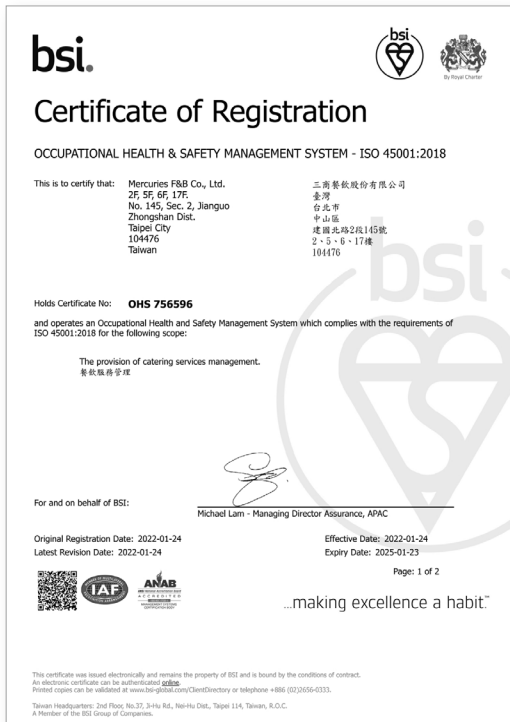 bsi.
bsi
By Royal Charter
Certificate of Registration
OCCUPATIONAL HEALTH & SAFETY MANAGEMENT SYSTEM - ISO 45001:2018
This is to certify that:
Mercuries F&B Co., Ltd.
2F, 5F, 6F, 17F.
No. 145, Sec. 2, Jianguo
Zhongshan Dist.
Taipei City
104476
Taiwan
三商餐飲股份有限公司
臺灣
台北市
中山區
建國北路2段145號
2、5、6、17樓
104476
Holds Certificate No: OHS 756596
and operates an Occupational Health and Safety Management System which complies with the requirements of
ISO 45001:2018 for the following scope:
The provision of catering services management.
餐飲服務管理
bsi.
For and on behalf of BSI:
Michael Lam - Managing Director Assurance, APAC
Original Registration Date: 2022-01-24
Effective Date: 2022-01-24
Latest Revision Date: 2022-01-24
Expiry Date: 2025-01-23
Page: 1 of 2
IAF
ANAB
ACCREDITED
MANAGEMENT SYSTEMS
CERTIFICATION BODY
...making excellence a habit.™
This certificate was issued electronically and remains the property of BSI and is bound by the conditions of contract.
An electronic certificate can be authenticated online.
Printed copies can be validated at www.bsi-global.com/ClientDirectory or telephone +886 (02)2656-0333.
Taiwan Headquarters: 2nd Floor, No.37, Ji-Hu Rd., Nei-Hu Dist., Taipei 114, Taiwan, R.O.C.
A Member of the BSI Group of Companies.